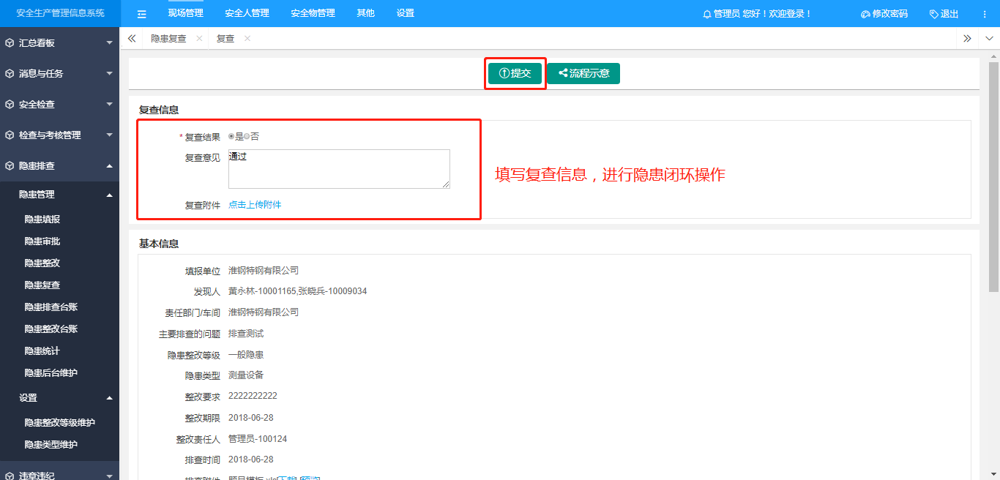 安全生产管理信息系统
现场管理 安全人管理 安全物管理 其他 设置
管理员 您好！欢迎登录！ 修改密码 退出
汇总看板
消息与任务
安全检查
检查与考核管理
隐患排查
隐患管理
隐患填报
隐患审批
隐患整改
隐患复查
隐患排查台账
隐患整改台账
隐患统计
隐患后台维护
设置
隐患整改等级维护
隐患类型维护
违章违纪
隐患复查 × 复查 ×
提交 流程示意
复查信息
* 复查结果 是 否
复查意见 通过
复查附件 点击上传附件
填写复查信息，进行隐患闭环操作
基本信息
填报单位 淮钢特钢有限公司
发现人 黄永林-10001165,张晓兵-10009034
责任部门/车间 淮钢特钢有限公司
主要排查的问题 排查测试
隐患整改等级 一般隐患
隐患类型 测量设备
整改要求 2222222222
整改期限 2018-06-28
整改责任人 管理员-100124
排查时间 2018-06-28
排查附件 题目模板.xls[下载] [预览]